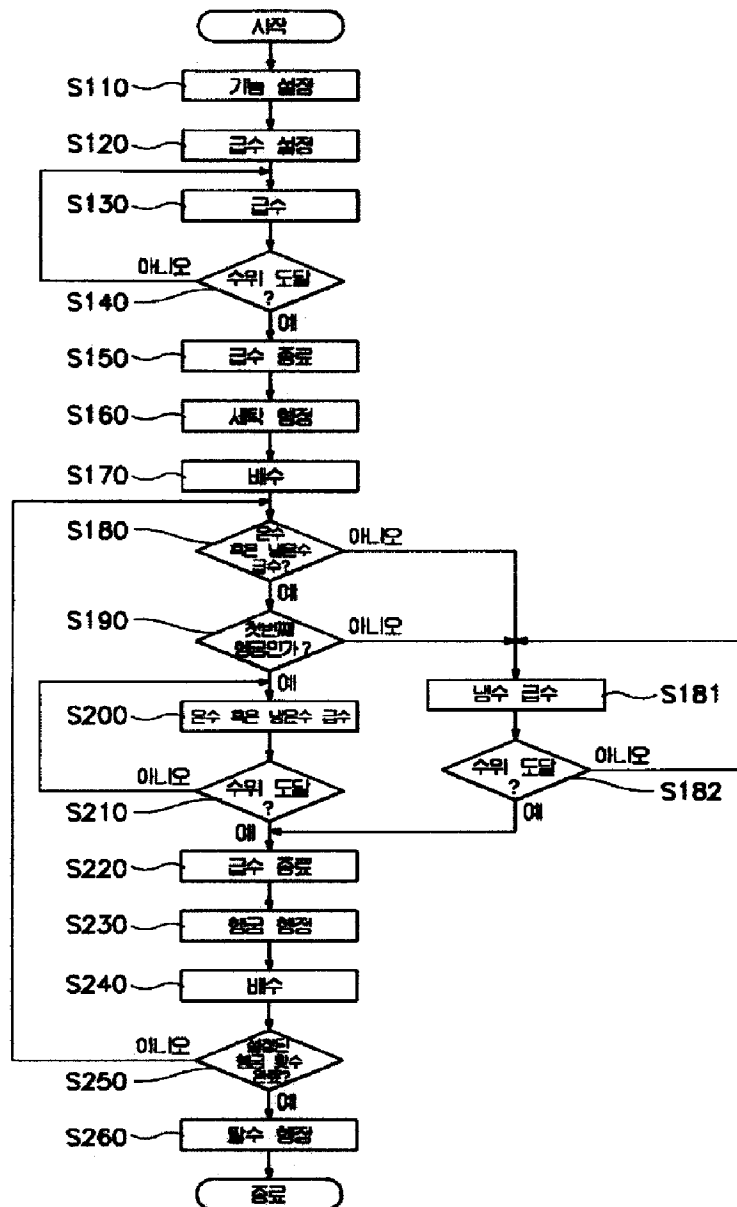 시작
S110
기능 설정
S120
급수 설정
S130
급수
아니오
수위 도달
?
S140
예
S150
급수 종료
S160
세탁 행정
S170
배수
S180
온수
혹은 냉온수
급수?
아니오
예
S190
첫번째
헹굼인가?
아니오
예
S200
온수 혹은 냉온수 급수
냉수 급수
S181
아니오
수위 도달
?
S210
예
수위 도달
?
아니오
S182
예
S220
급수 종료
S230
헹굼 행정
S240
배수
아니오
헹굼 횟수
S250
예
S260
탈수 행정
종료